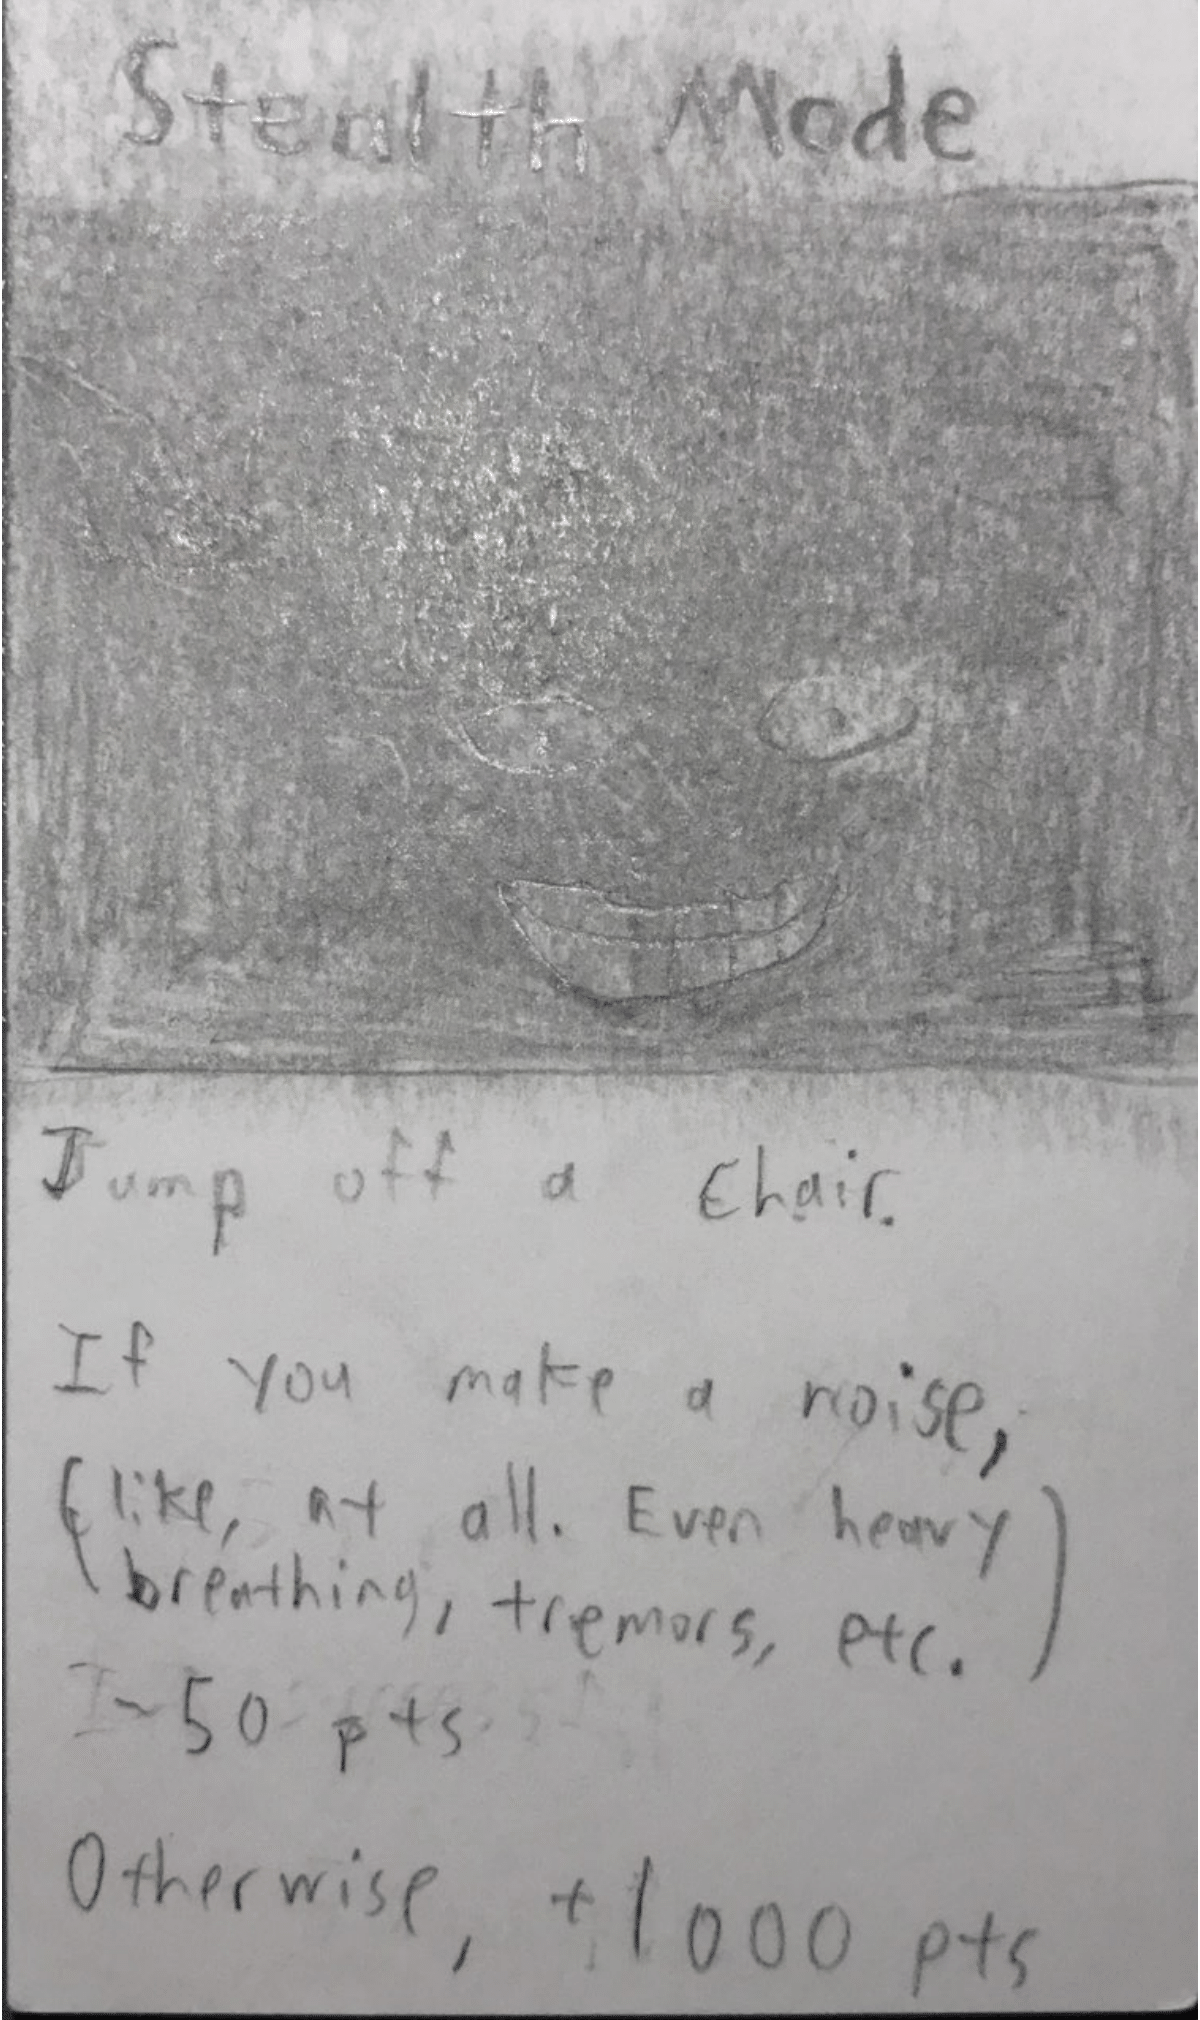 Stealth Mode
Jump off a Chair.
If you make a noise,
(like, at all. Even heavy
breathing, tremors, etc.)
-50 pts
Otherwise, +1000 pts